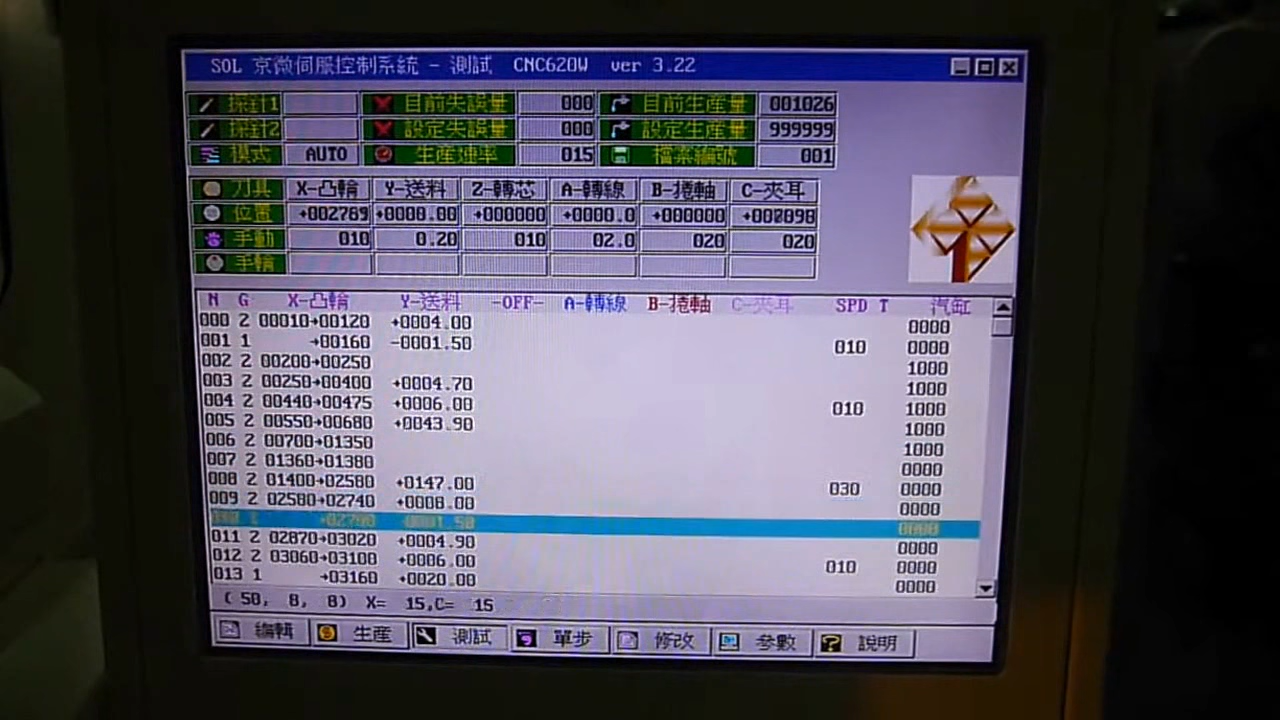 SOL 京微伺服控制系統 - 測試 CNC620W ver 3.22
探針1 目前失誤量 000 目前生産量 001026
探針2 設定失誤量 000 設定生産量 999999
模式 AUTO 生産速率 015 檔案編號 001
刀具 X-凸輪 Y-送料 Z-轉芯 A-轉線 B-捲軸 C-夾耳
位置 +002789 +0000.00 +000000 +0000.0 +000000
手動 010 0.20 010 02.0 020 020
手輪
N G X-凸輪 Y-送料 -OFF- A-轉線 B-捲軸 C-夾耳 SPD T 汽缸
000 2 00010→00120 +0004.00 0000
001 1 →00160 -0001.50 010 0000
002 2 00200→00250 1000
003 2 00250→00400 +0004.70 1000
004 2 00440→00475 +0006.00 010 1000
005 2 00550→00680 +0043.90 1000
006 2 00700→01350 1000
007 2 01360→01380 0000
008 2 01400→02580 +0147.00 030 0000
009 2 02580→02740 +0008.00 0000
010 1 →02780 -0001.50 0000
011 2 02870→03020 +0004.90 0000
012 2 03060→03100 +0006.00 010 0000
013 1 →03160 +0020.00 0000
( 50, 8, 8) X= 15,C= 15
編輯 生産 測試 單步 修改 參數 說明